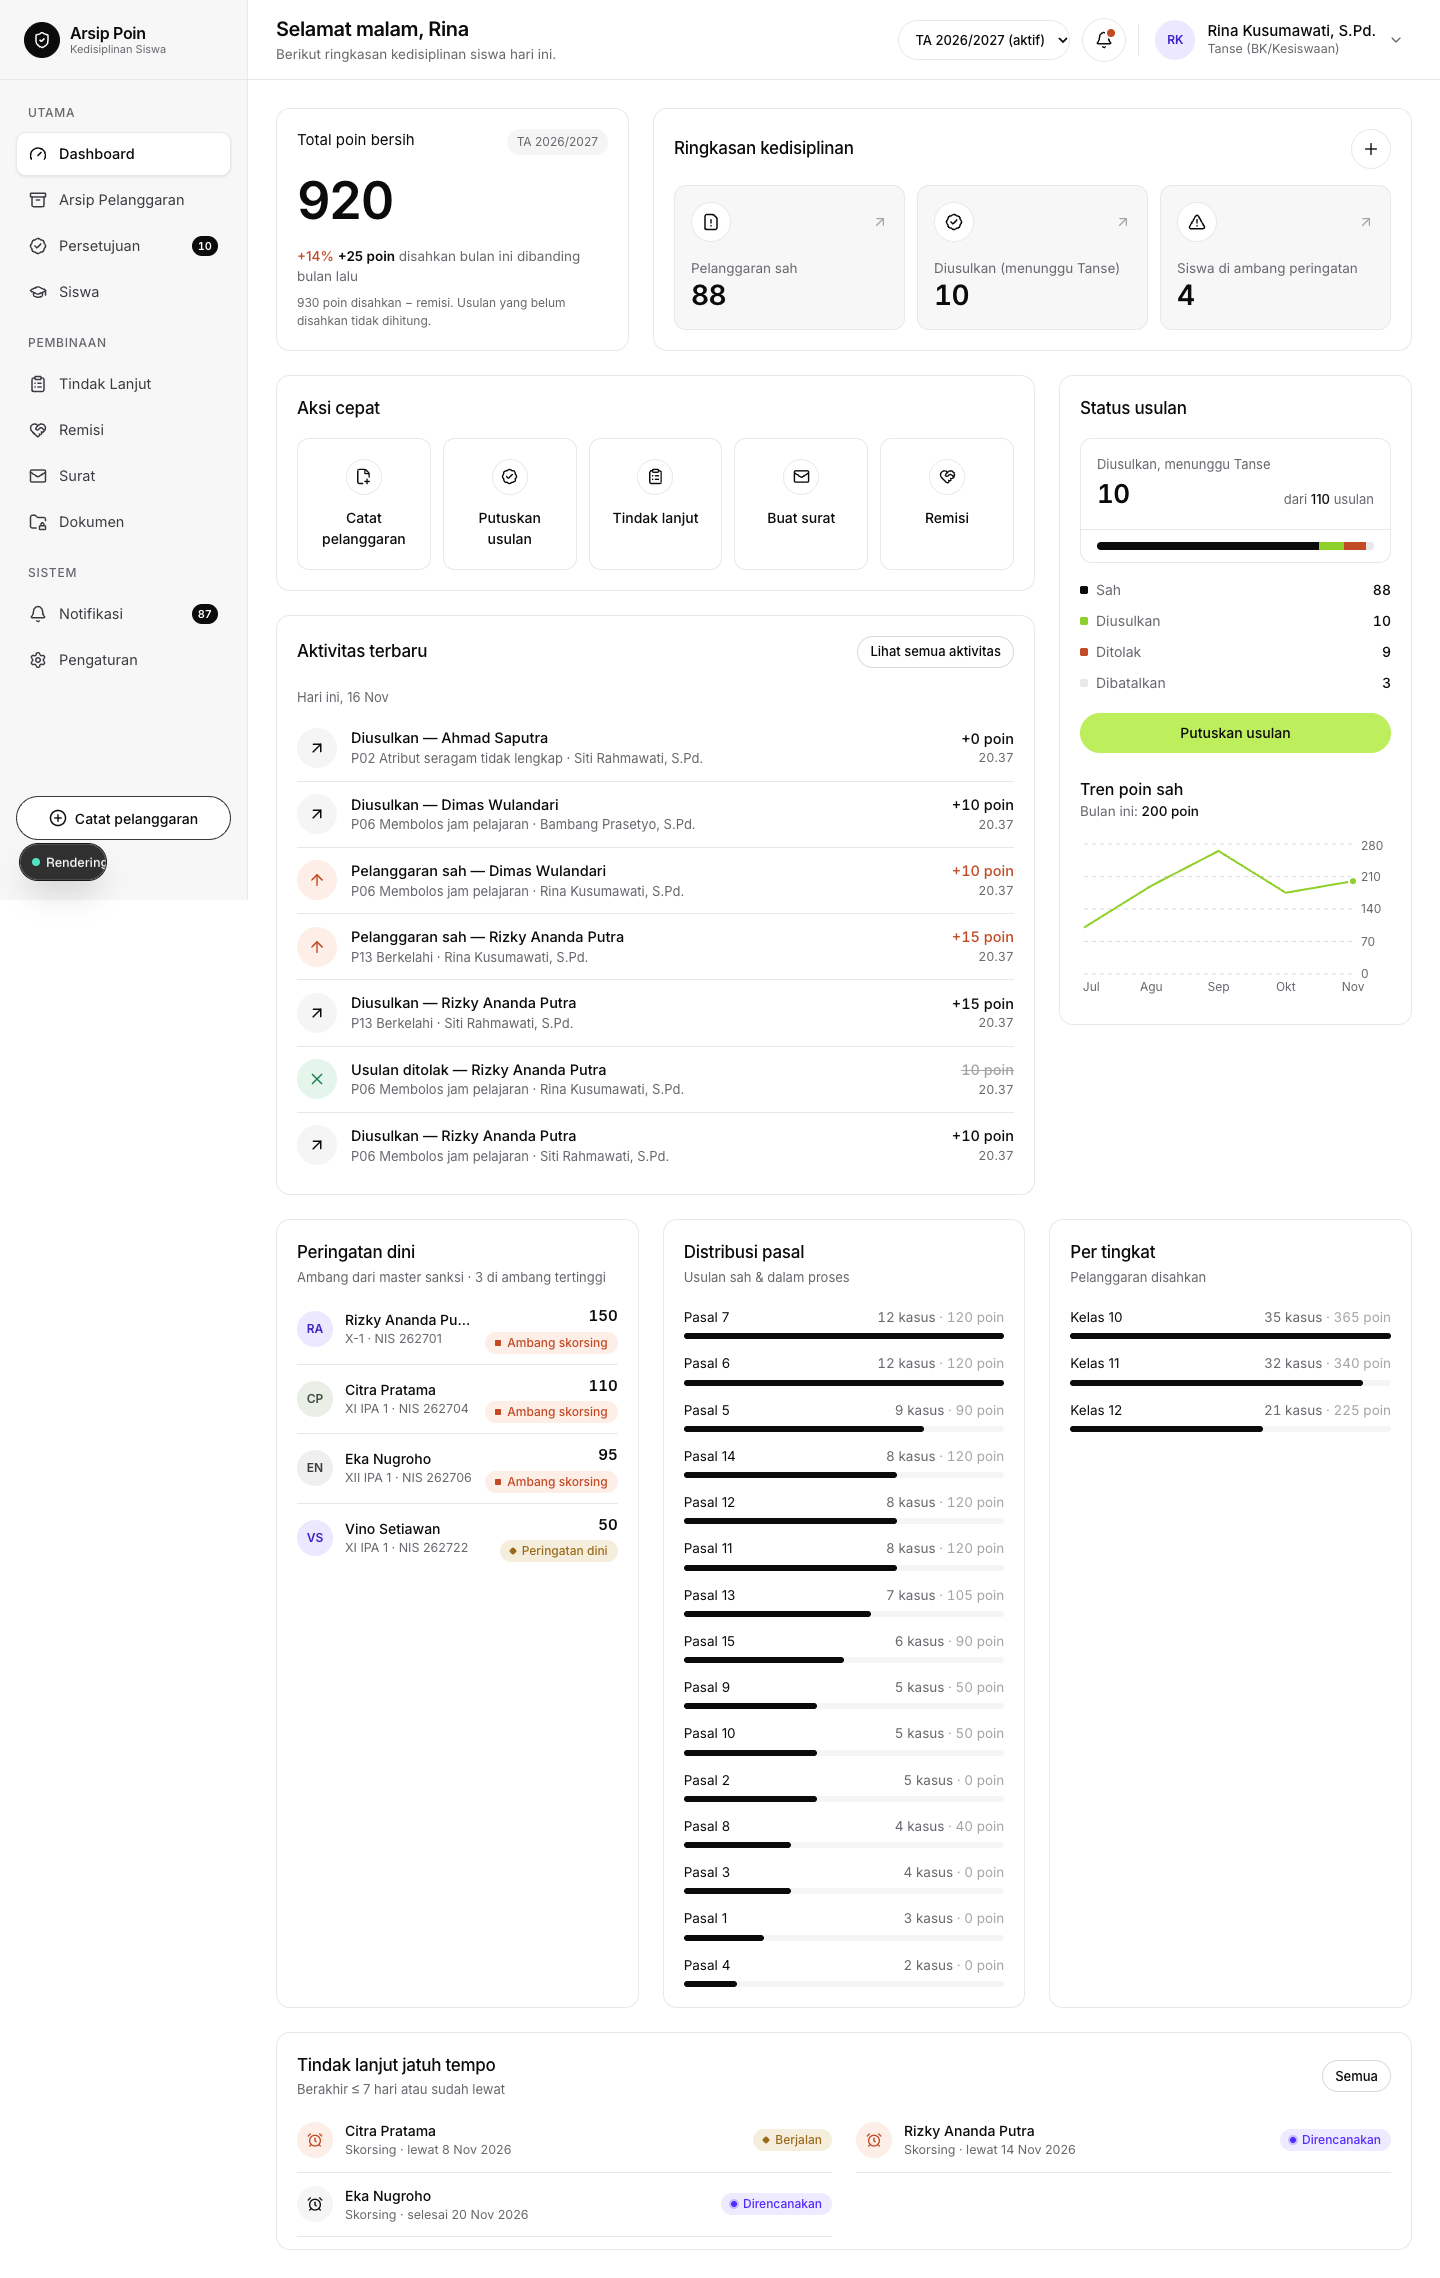 Arsip Poin
Kedisiplinan Siswa
UTAMA
Dashboard
Arsip Pelanggaran
Persetujuan 10
Siswa
PEMBINAAN
Tindak Lanjut
Remisi
Surat
Dokumen
SISTEM
Notifikasi 87
Pengaturan
Catat pelanggaran
Rendering
Selamat malam, Rina
Berikut ringkasan kedisiplinan siswa hari ini.
TA 2026/2027 (aktif)
RK
Rina Kusumawati, S.Pd.
Tanse (BK/Kesiswaan)
Total poin bersih
TA 2026/2027
920
+14% +25 poin disahkan bulan ini dibanding
bulan lalu
930 poin disahkan − remisi. Usulan yang belum
disahkan tidak dihitung.
Ringkasan kedisiplinan
Pelanggaran sah
88
Diusulkan (menunggu Tanse)
10
Siswa di ambang peringatan
4
Aksi cepat
Catat
pelanggaran
Putuskan
usulan
Tindak lanjut
Buat surat
Remisi
Status usulan
Diusulkan, menunggu Tanse
10
dari 110 usulan
Sah 88
Diusulkan 10
Ditolak 9
Dibatalkan 3
Putuskan usulan
Tren poin sah
Bulan ini: 200 poin
280
210
140
70
0
Jul Agu Sep Okt Nov
Aktivitas terbaru
Lihat semua aktivitas
Hari ini, 16 Nov
Diusulkan — Ahmad Saputra +0 poin
P02 Atribut seragam tidak lengkap · Siti Rahmawati, S.Pd. 20.37
Diusulkan — Dimas Wulandari +10 poin
P06 Membolos jam pelajaran · Bambang Prasetyo, S.Pd. 20.37
Pelanggaran sah — Dimas Wulandari +10 poin
P06 Membolos jam pelajaran · Rina Kusumawati, S.Pd. 20.37
Pelanggaran sah — Rizky Ananda Putra +15 poin
P13 Berkelahi · Rina Kusumawati, S.Pd. 20.37
Diusulkan — Rizky Ananda Putra +15 poin
P13 Berkelahi · Siti Rahmawati, S.Pd. 20.37
Usulan ditolak — Rizky Ananda Putra 10 poin
P06 Membolos jam pelajaran · Rina Kusumawati, S.Pd. 20.37
Diusulkan — Rizky Ananda Putra +10 poin
P06 Membolos jam pelajaran · Siti Rahmawati, S.Pd. 20.37
Peringatan dini
Ambang dari master sanksi · 3 di ambang tertinggi
RA Rizky Ananda Pu... 150
X-1 · NIS 262701 Ambang skorsing
CP Citra Pratama 110
XI IPA 1 · NIS 262704 Ambang skorsing
EN Eka Nugroho 95
XII IPA 1 · NIS 262706 Ambang skorsing
VS Vino Setiawan 50
XI IPA 1 · NIS 262722 Peringatan dini
Distribusi pasal
Usulan sah & dalam proses
Pasal 7 12 kasus · 120 poin
Pasal 6 12 kasus · 120 poin
Pasal 5 9 kasus · 90 poin
Pasal 14 8 kasus · 120 poin
Pasal 12 8 kasus · 120 poin
Pasal 11 8 kasus · 120 poin
Pasal 13 7 kasus · 105 poin
Pasal 15 6 kasus · 90 poin
Pasal 9 5 kasus · 50 poin
Pasal 10 5 kasus · 50 poin
Pasal 2 5 kasus · 0 poin
Pasal 8 4 kasus · 40 poin
Pasal 3 4 kasus · 0 poin
Pasal 1 3 kasus · 0 poin
Pasal 4 2 kasus · 0 poin
Per tingkat
Pelanggaran disahkan
Kelas 10 35 kasus · 365 poin
Kelas 11 32 kasus · 340 poin
Kelas 12 21 kasus · 225 poin
Tindak lanjut jatuh tempo
Berakhir ≤ 7 hari atau sudah lewat
Semua
Citra Pratama
Skorsing · lewat 8 Nov 2026
Berjalan
Rizky Ananda Putra
Skorsing · lewat 14 Nov 2026
Direncanakan
Eka Nugroho
Skorsing · selesai 20 Nov 2026
Direncanakan